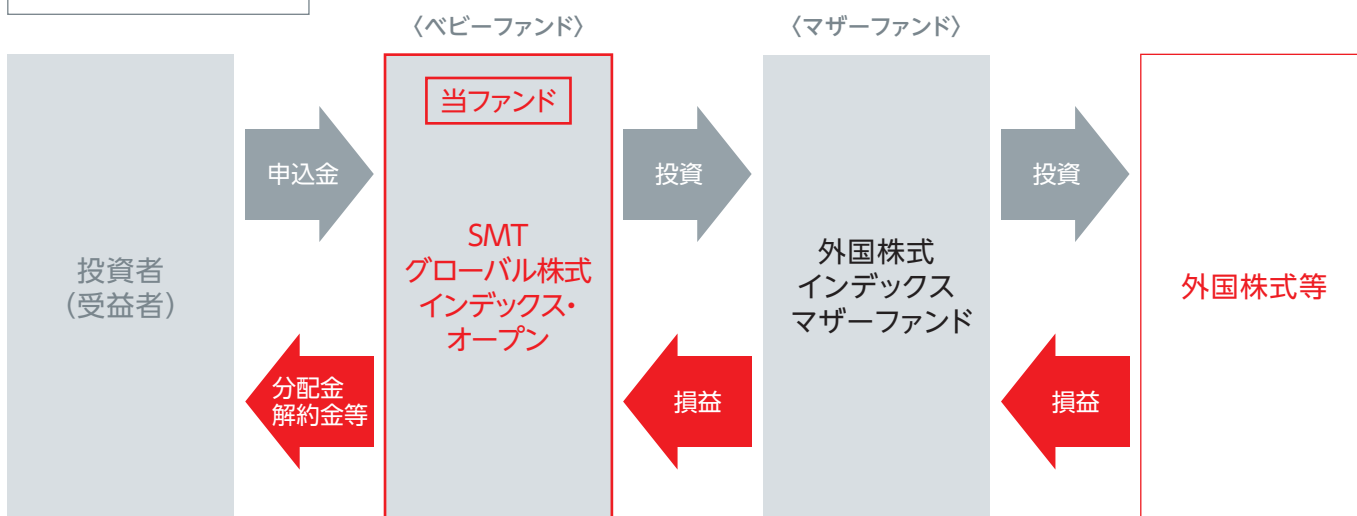 〈ベビーファンド〉
〈マザーファンド〉
当ファンド
申込金
投資
投資
投資者
(受益者)
SMT
グローバル株式
インデックス・
オープン
外国株式
インデックス
マザーファンド
外国株式等
分配金
解約金等
損益
損益